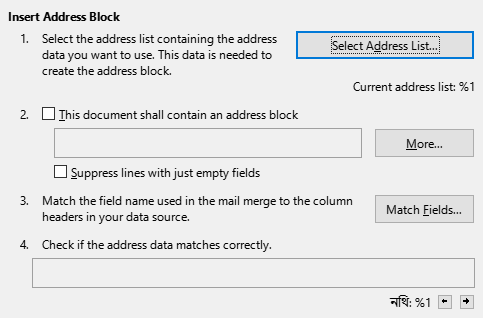 Insert Address Block
1. Select the address list containing the address
data you want to use. This data is needed to
create the address block.
Select Address List...
Current address list: %1
2. This document shall contain an address block
More...
Suppress lines with just empty fields
3. Match the field name used in the mail merge to the column
headers in your data source.
Match Fields...
4. Check if the address data matches correctly.
নথি: %1